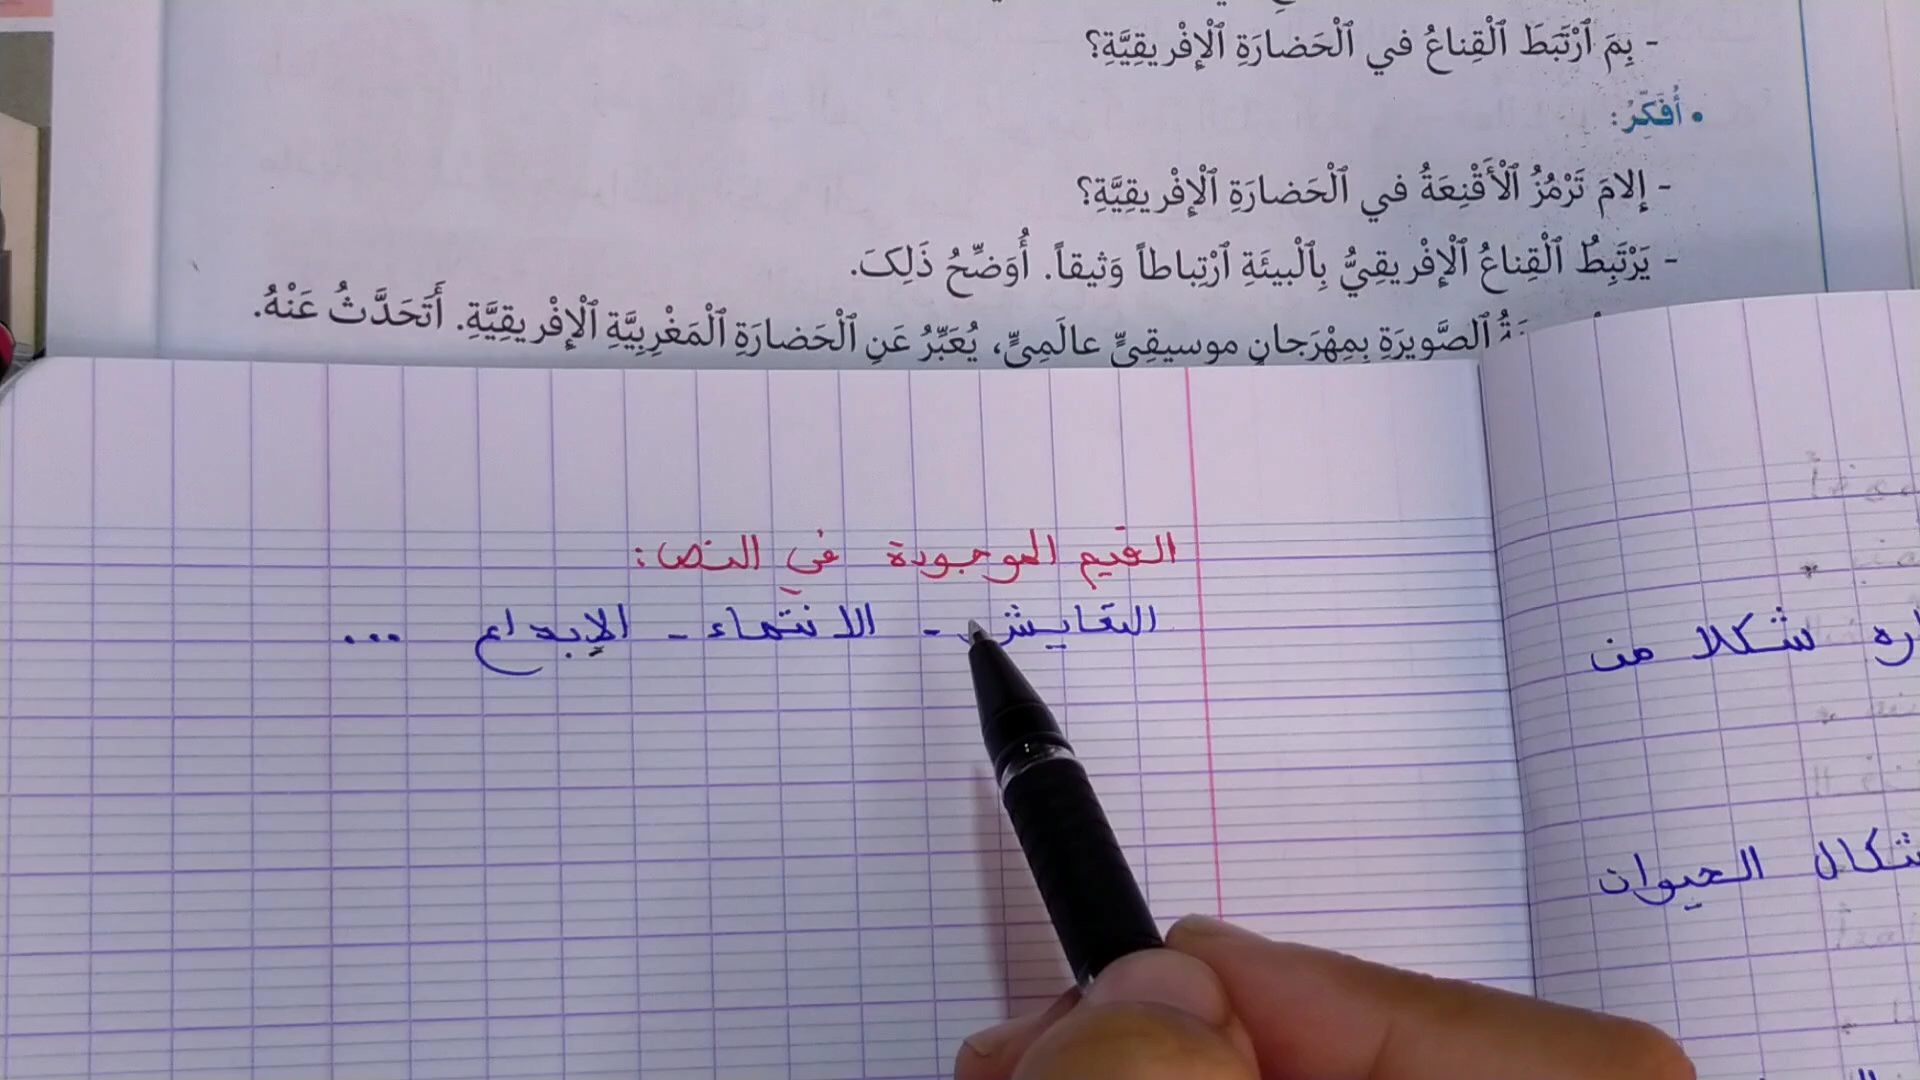 - بِمَ ٱرْتَبَطَ ٱلْقِناعُ في ٱلْحَضارَةِ ٱلْإِفْريقِيَّةِ؟
• أُفَكِّرُ:
- إِلامَ تَرْمُزُ ٱلْأَقْنِعَةُ في ٱلْحَضارَةِ ٱلْإِفْريقِيَّةِ؟
- يَرْتَبِطُ ٱلْقِناعُ ٱلْإِفْريقِيُّ بِٱلْبيئَةِ ٱرْتِباطاً وَثيقاً. أُوَضِّحُ ذَلِكَ.
ٱلصَّويرَةِ بِمِهْرَجانٍ موسيقِيٍّ عالَمِيٍّ، يُعَبِّرُ عَنِ ٱلْحَضارَةِ ٱلْمَغْرِبِيَّةِ ٱلْإِفْريقِيَّةِ. أَتَحَدَّثُ عَنْهُ.
القيم الموجودة في النص:
التعايش - الانتماء - الإبداع ...
شكلا من
الحيوان